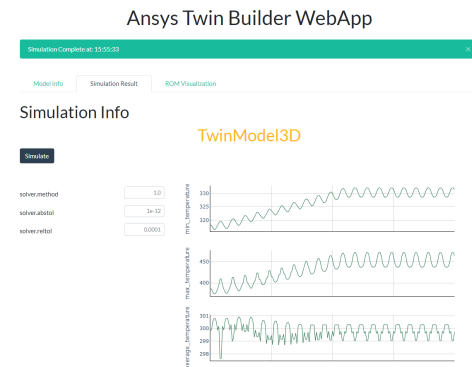 Ansys Twin Builder WebApp
Simulation Complete at: 15:55:33 ×
Model info Simulation Result ROM Visualization
Simulation Info
TwinModel3D
Simulate
solver.method 1.0
solver.abstol 1e-12
solver.reltol 0.0001
min_temperature
330
325
320
max_temperature
450
400
average_temperature
301
300
299
298